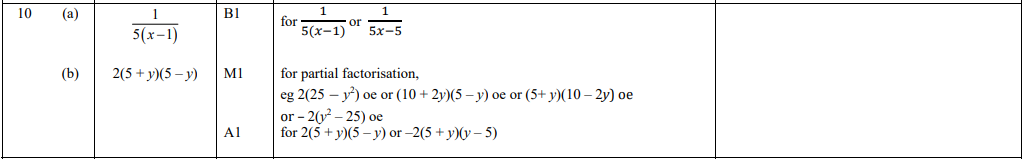 10 (a) 1/(5(x−1)) B1 for 1/(5(x−1)) or 1/(5x−5)
(b) 2(5 + y)(5 – y) M1 for partial factorisation,
eg 2(25 – y²) oe or (10 + 2y)(5 – y) oe or (5+ y)(10 – 2y) oe
or – 2(y² – 25) oe
A1 for 2(5 + y)(5 – y) or –2(5 + y)(y – 5)